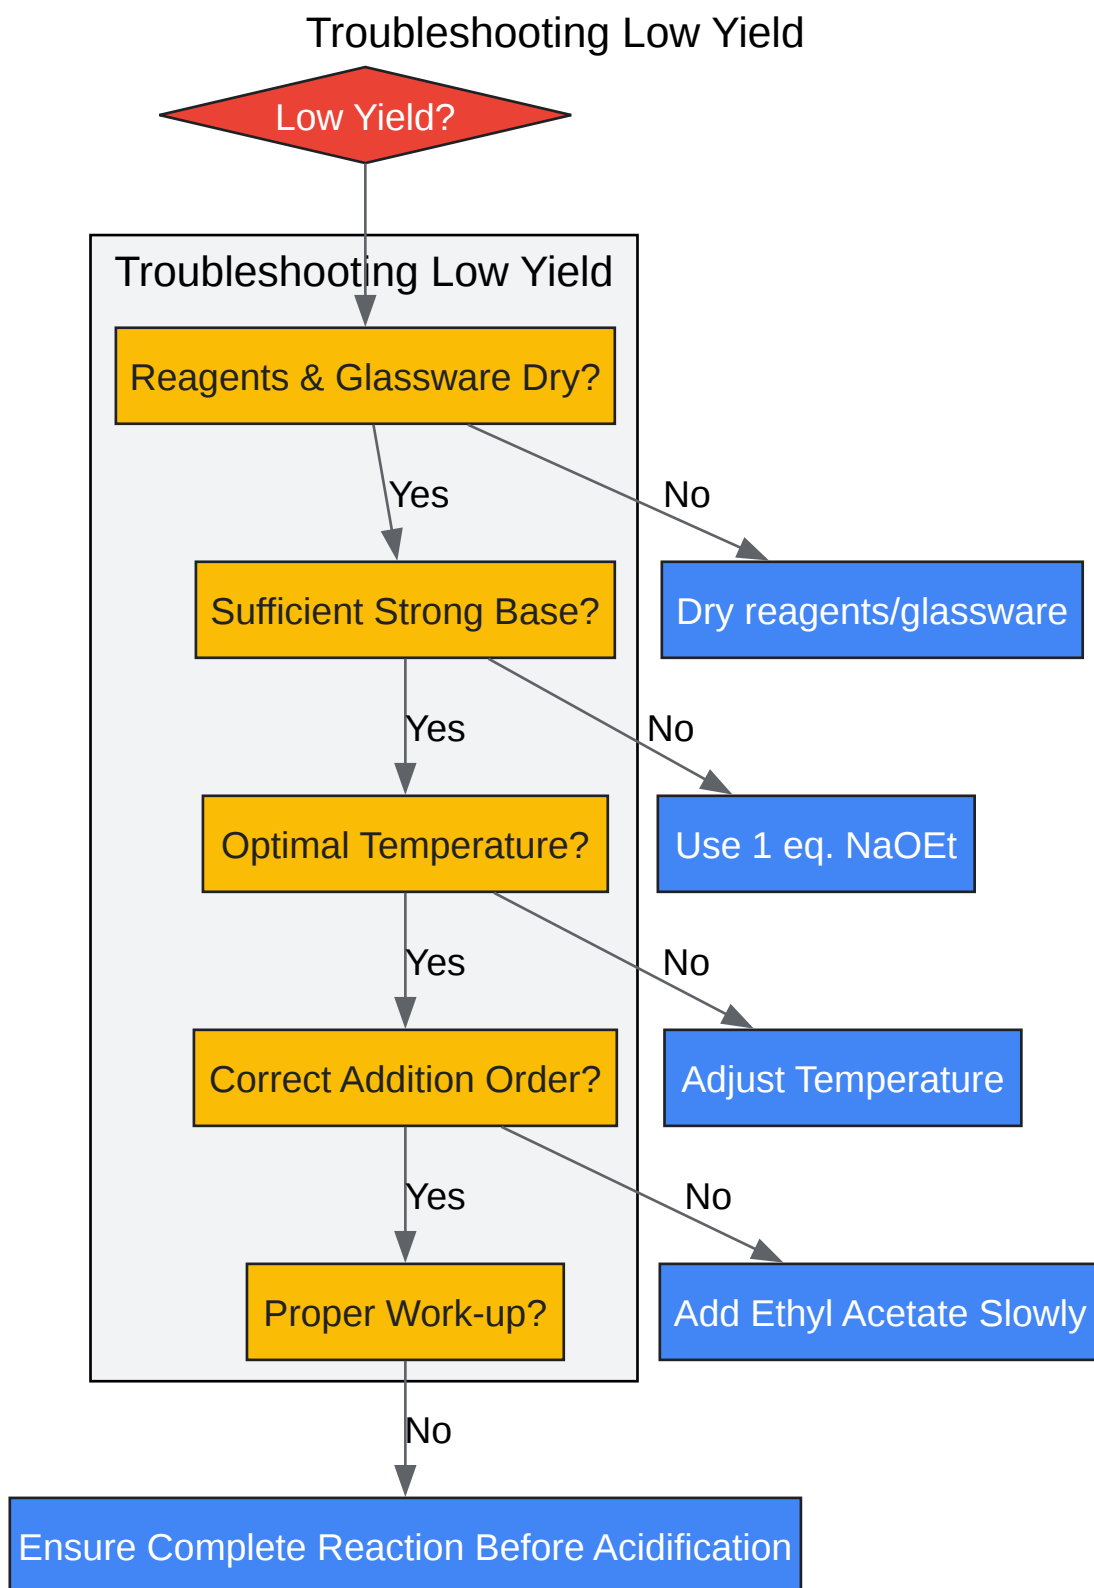 Troubleshooting Low Yield
Low Yield?
Troubleshooting Low Yield
Reagents & Glassware Dry?
Yes
No
Sufficient Strong Base?
Dry reagents/glassware
Yes
No
Optimal Temperature?
Use 1 eq. NaOEt
Yes
No
Correct Addition Order?
Adjust Temperature
Yes
No
Proper Work-up?
Add Ethyl Acetate Slowly
No
Ensure Complete Reaction Before Acidification